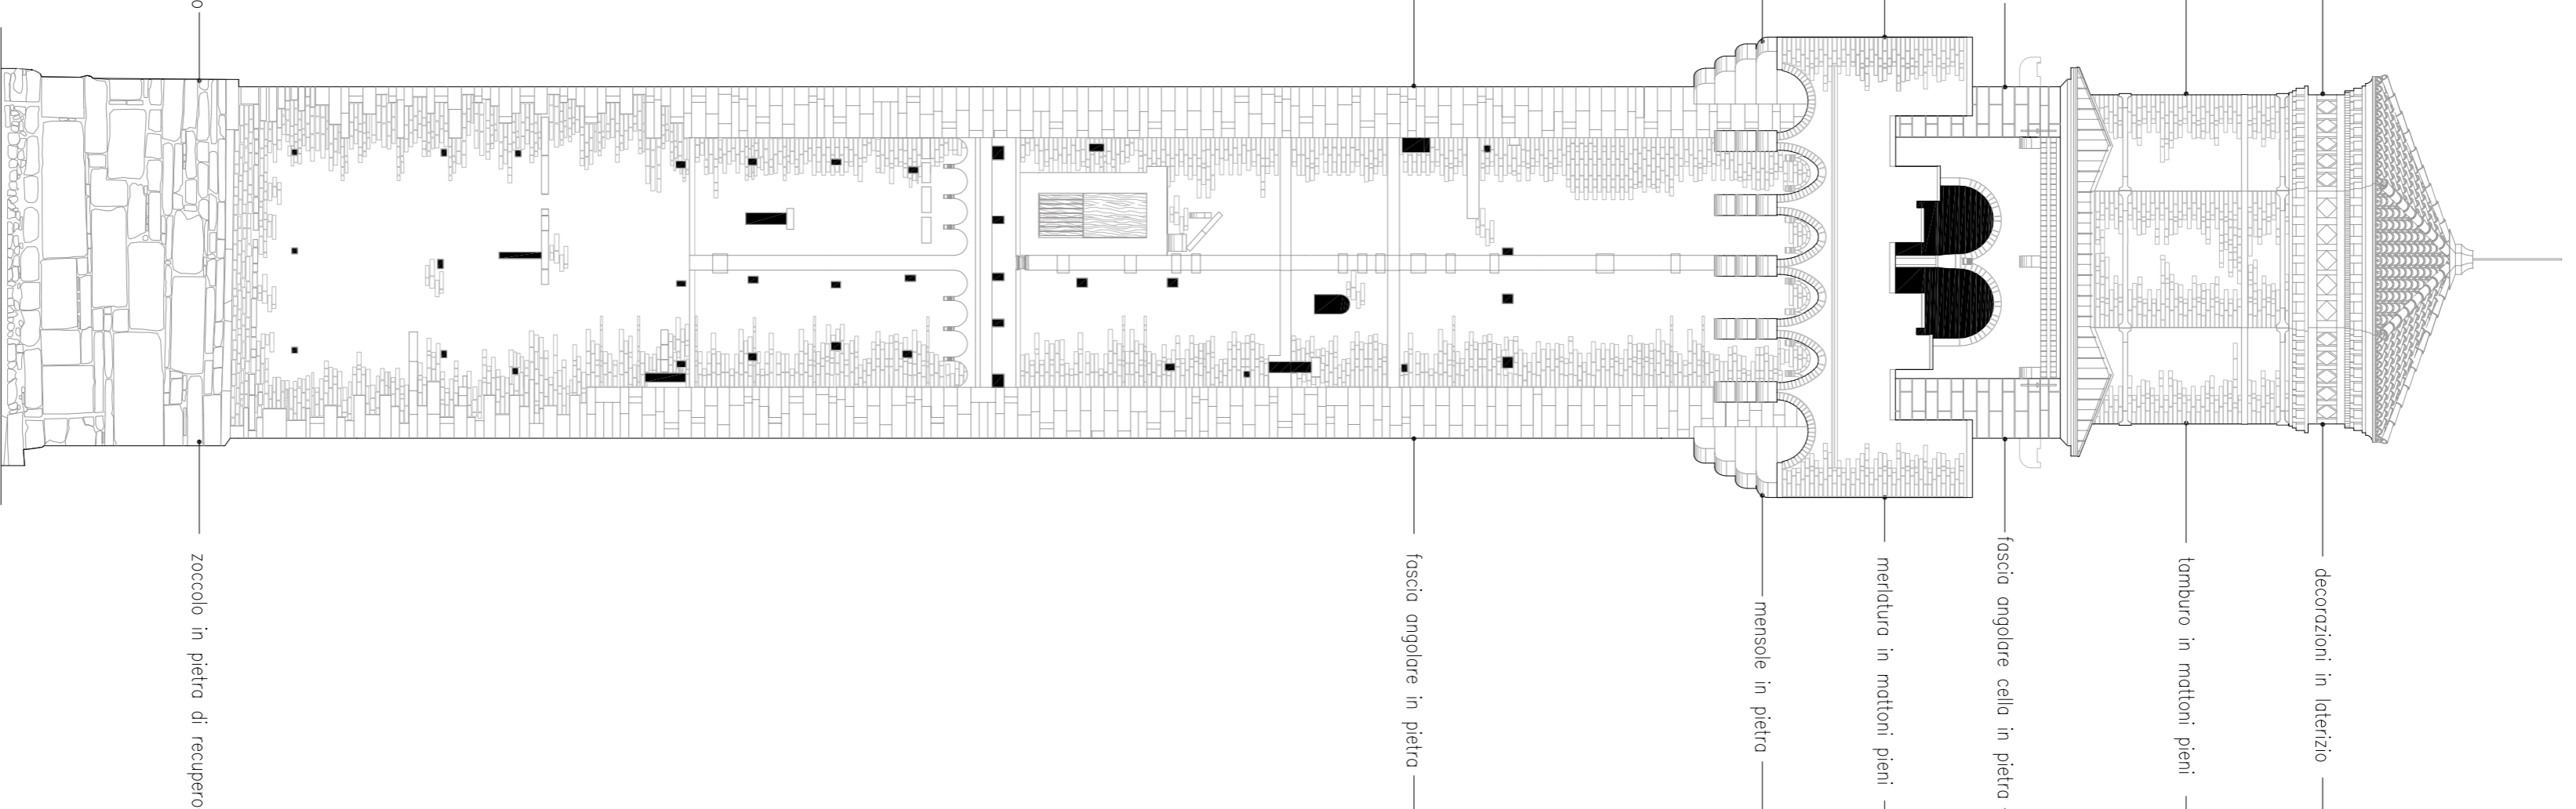 decorazioni in laterizio
tamburo in mattoni pieni
fascia angolare cella in pietra
merlatura in mattoni pieni
mensole in pietra
fascia angolare in pietra
zoccolo in pietra di recupero
o